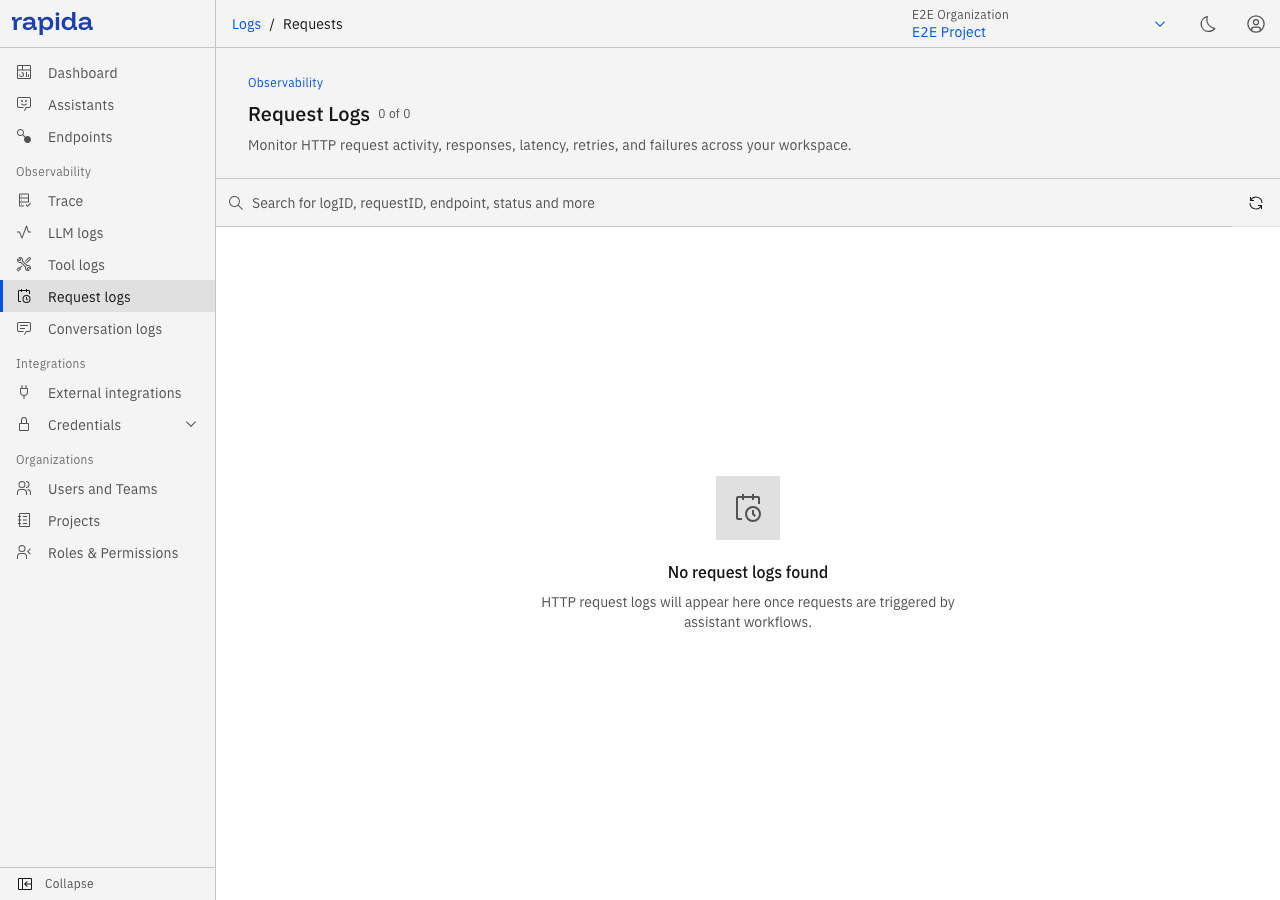 rapida
Logs / Requests
E2E Organization
E2E Project
Dashboard
Assistants
Endpoints
Observability
Trace
LLM logs
Tool logs
Request logs
Conversation logs
Integrations
External integrations
Credentials
Organizations
Users and Teams
Projects
Roles & Permissions
Collapse
Observability
Request Logs 0 of 0
Monitor HTTP request activity, responses, latency, retries, and failures across your workspace.
Search for logID, requestID, endpoint, status and more
No request logs found
HTTP request logs will appear here once requests are triggered by
assistant workflows.